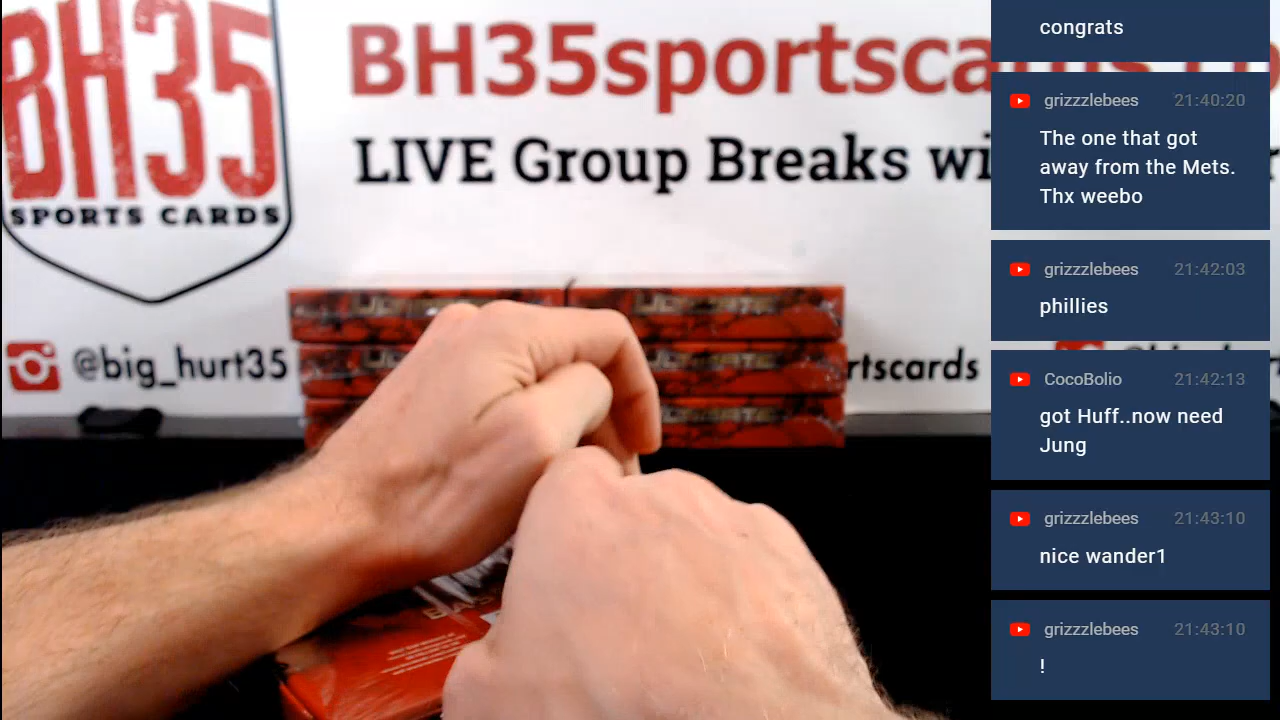 BH35
SPORTS CARDS
BH35sportsca
LIVE Group Breaks wi
@big_hurt35
rtscards
congrats
grizzzlebees 21:40:20
The one that got
away from the Mets.
Thx weebo
grizzzlebees 21:42:03
phillies
CocoBolio 21:42:13
got Huff..now need
Jung
grizzzlebees 21:43:10
nice wander1
grizzzlebees 21:43:10
!